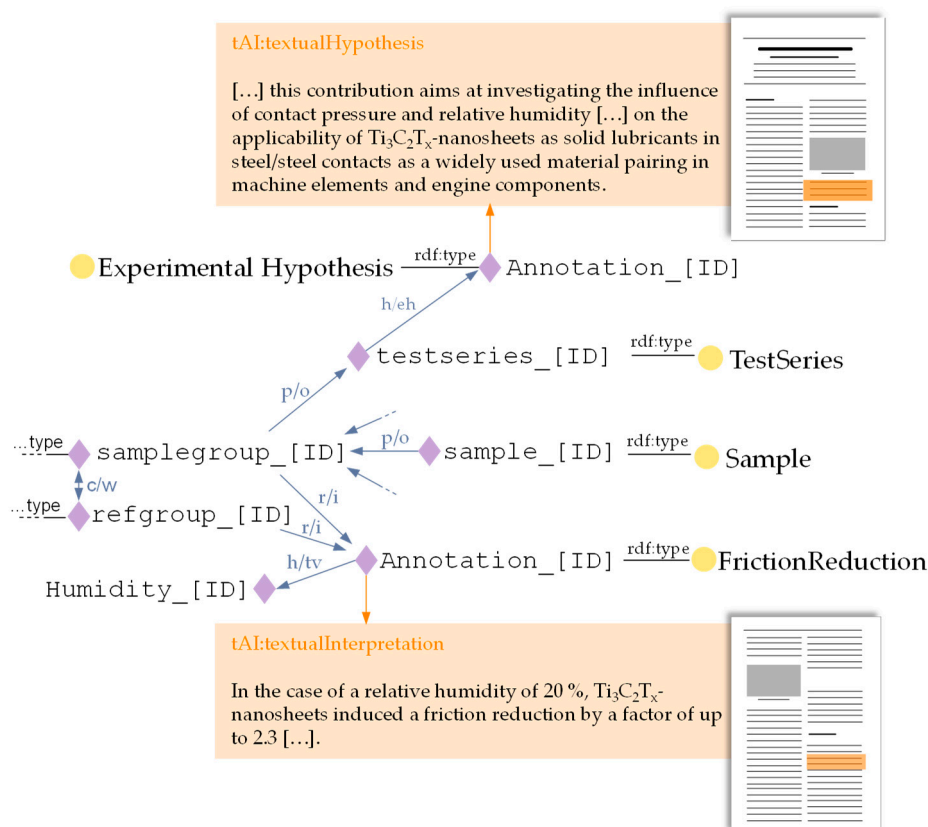 tAI:textualHypothesis
[…] this contribution aims at investigating the influence
of contact pressure and relative humidity […] on the
applicability of Ti₃C₂Tₓ-nanosheets as solid lubricants in
steel/steel contacts as a widely used material pairing in
machine elements and engine components.
Experimental Hypothesis rdf:type Annotation_[ID]
h/eh
testseries_[ID] rdf:type TestSeries
p/o
...type samplegroup_[ID] p/o sample_[ID] rdf:type Sample
c/w
r/i
...type refgroup_[ID]
r/i
Annotation_[ID] rdf:type FrictionReduction
h/tv
Humidity_[ID]
tAI:textualInterpretation
In the case of a relative humidity of 20 %, Ti₃C₂Tₓ-
nanosheets induced a friction reduction by a factor of up
to 2.3 […].